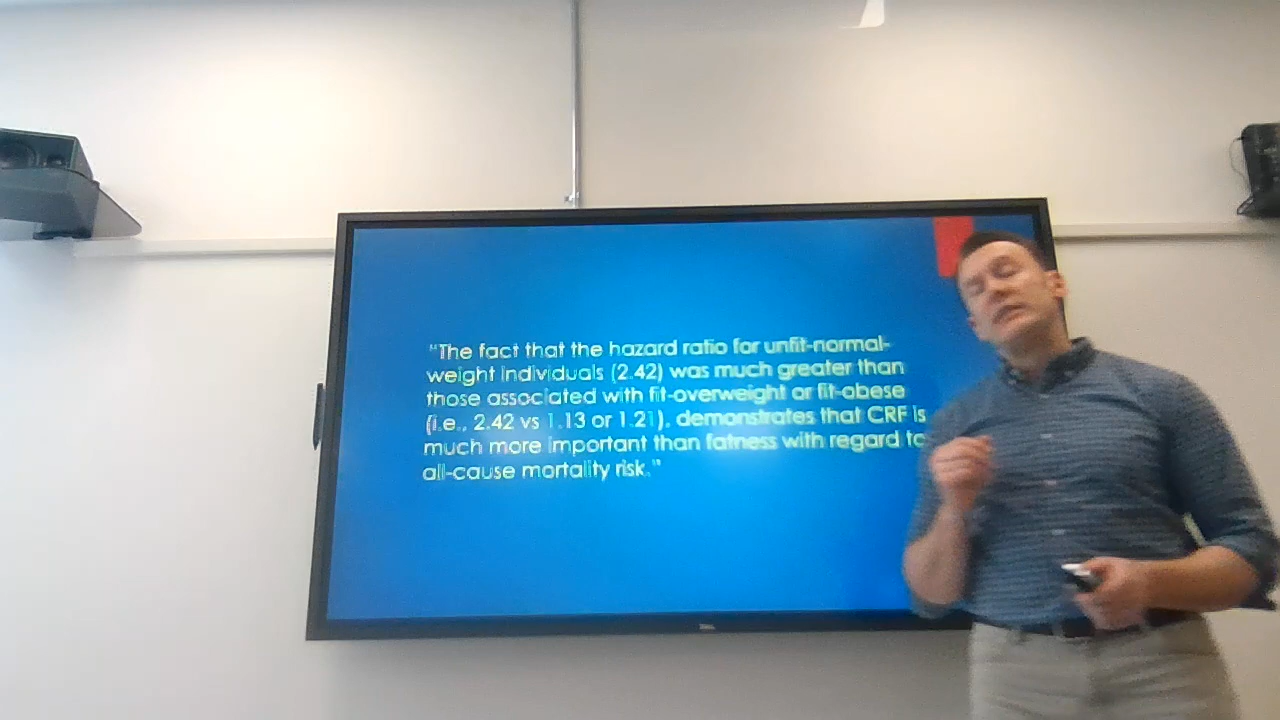 "The fact that the hazard ratio for unfit-normal-
weight individuals (2.42) was much greater than
those associated with fit-overweight or fit-obese
(i.e., 2.42 vs 1.13 or 1.21), demonstrates that CRF is
much more important than fatness with regard to
all-cause mortality risk."